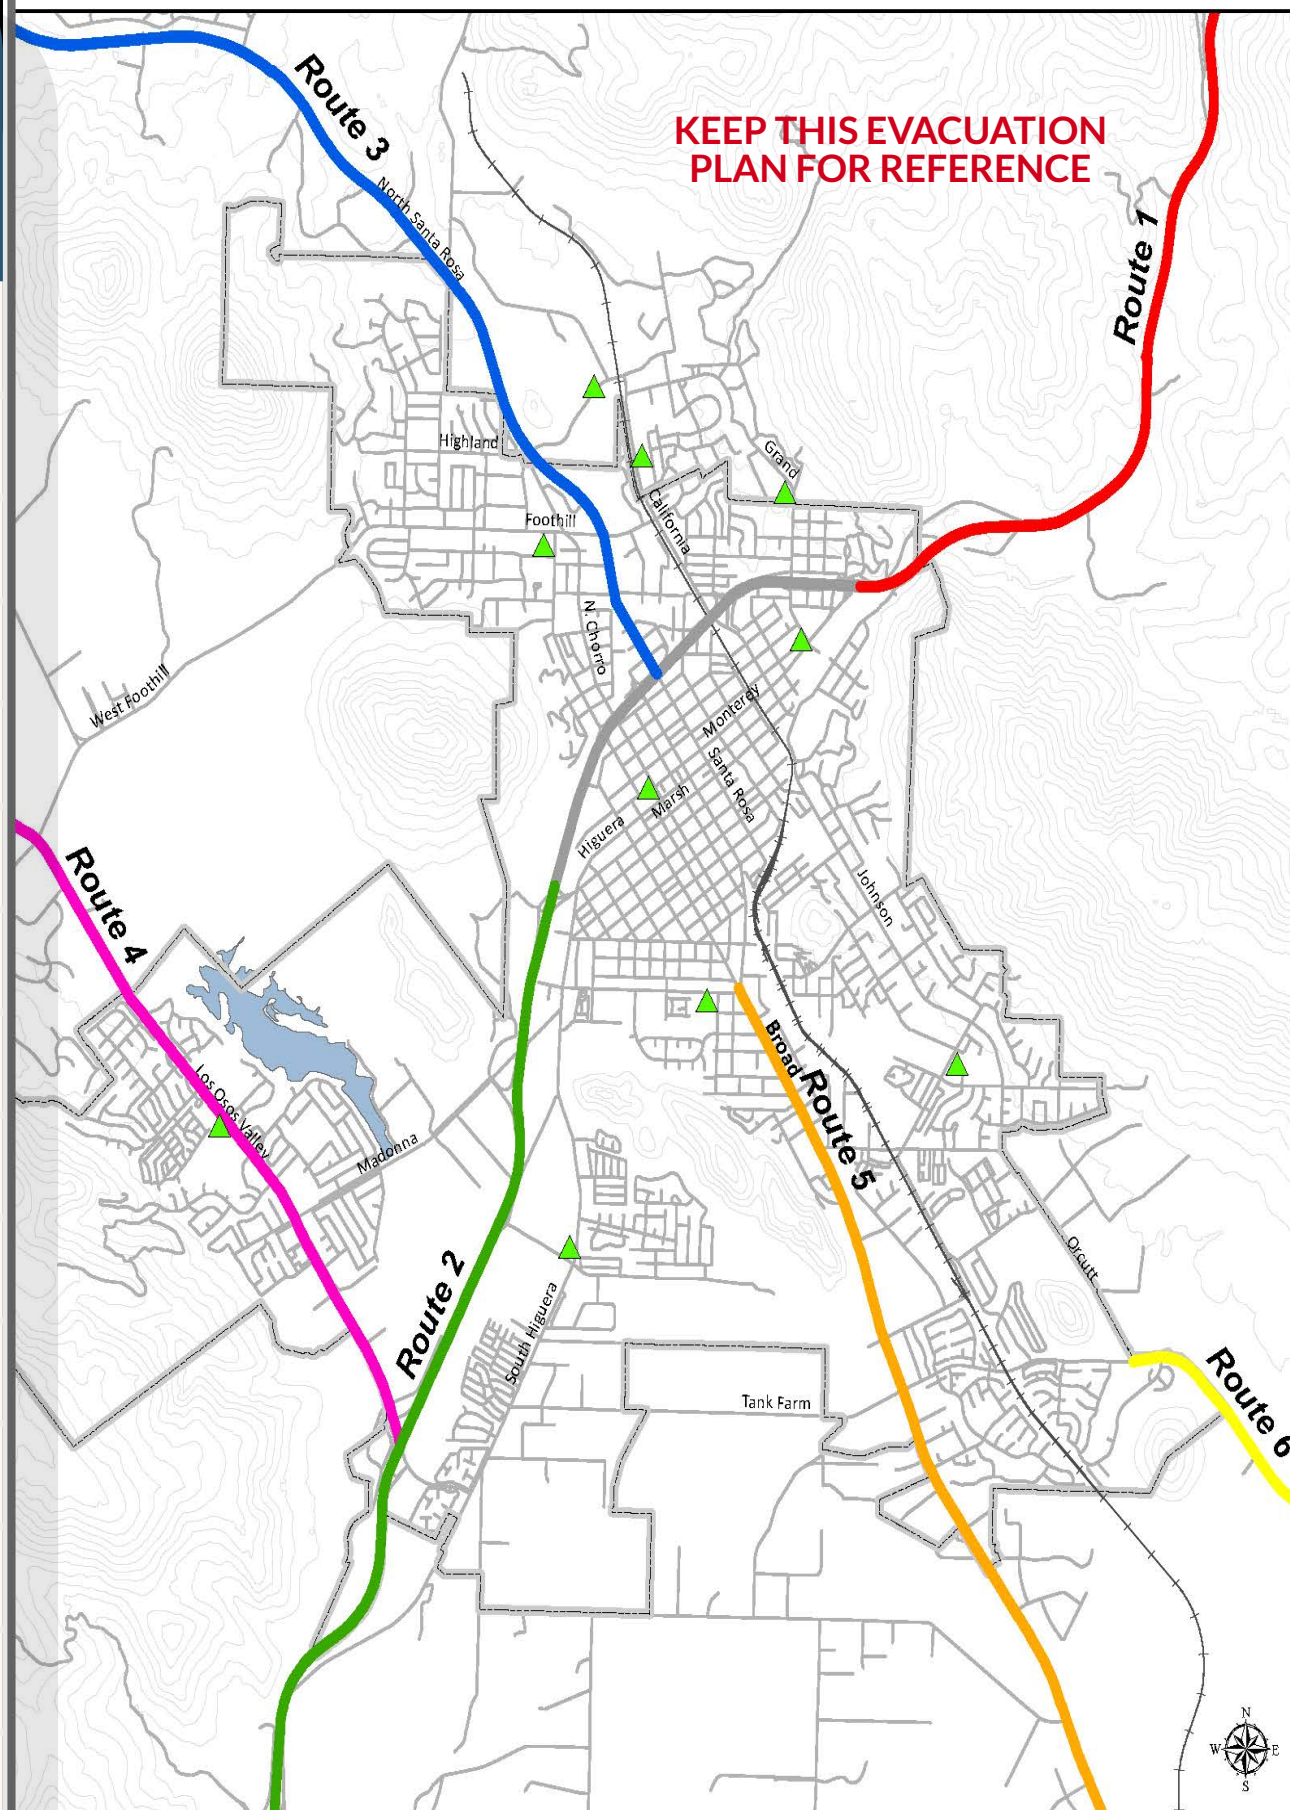 KEEP THIS EVACUATION
PLAN FOR REFERENCE
Route 3
North Santa Rosa
Route 1
Highland
Grand
Foothill
California
N. Chorro
West Foothill
Monterey
Santa Rosa
Marsh
Higuera
Johnson
Route 4
Broad
Route 5
Los Osos Valley
Madonna
Orcutt
Route 2
South Higuera
Route 6
Tank Farm
N
W
E
S